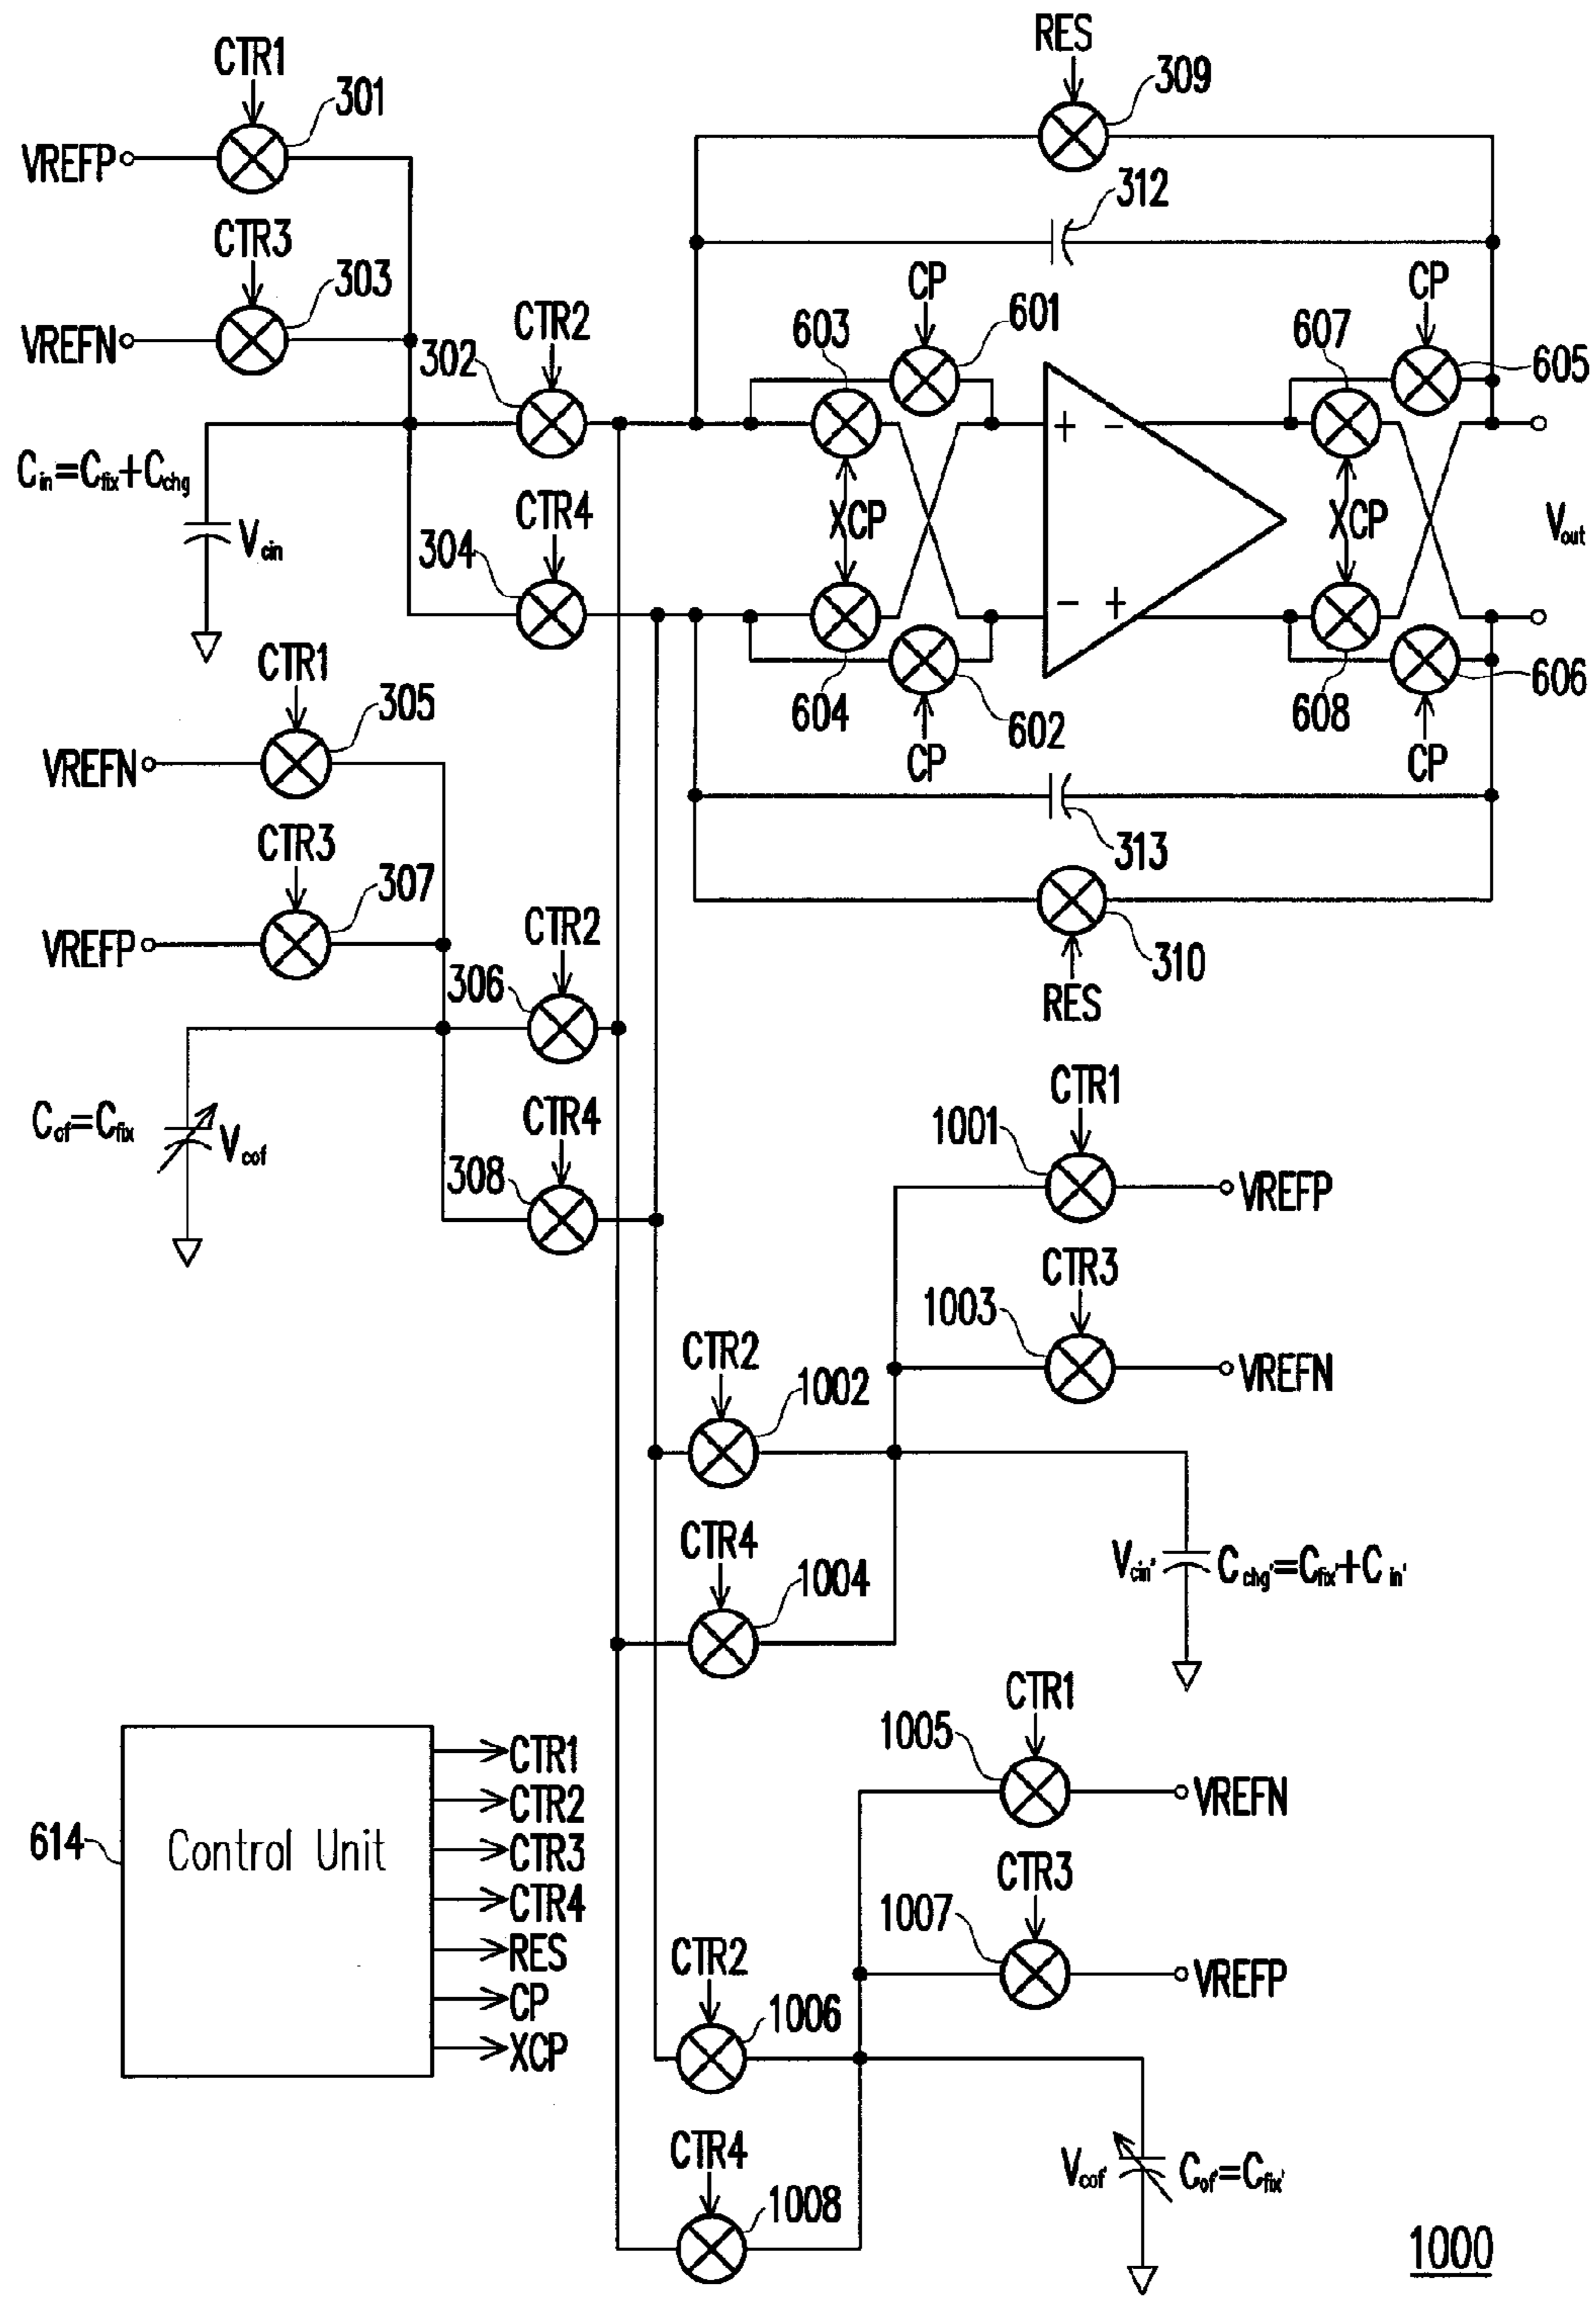 CTR1
301
VREFP
CTR3
303
VREFN
CTR2
302
Cin=Cfix+Cchg
Vcin
CTR4
304
RES
309
312
CP
601
603
XCP
+ -
- +
604
602
CP
CP
605
607
XCP
Vout
608
606
CP
313
310
RES
CTR1
305
VREFN
CTR3
307
VREFP
CTR2
306
Cof=Cfix
Vcof
CTR4
308
CTR1
1001
VREFP
CTR3
1003
VREFN
CTR2
1002
CTR4
1004
Vcin' Cchg'=Cfix'+Cin'
CTR1
1005
VREFN
CTR3
1007
VREFP
CTR2
1006
CTR4
1008
Vcof' Cof'=Cfix'
614
Control Unit
CTR1
CTR2
CTR3
CTR4
RES
CP
XCP
1000